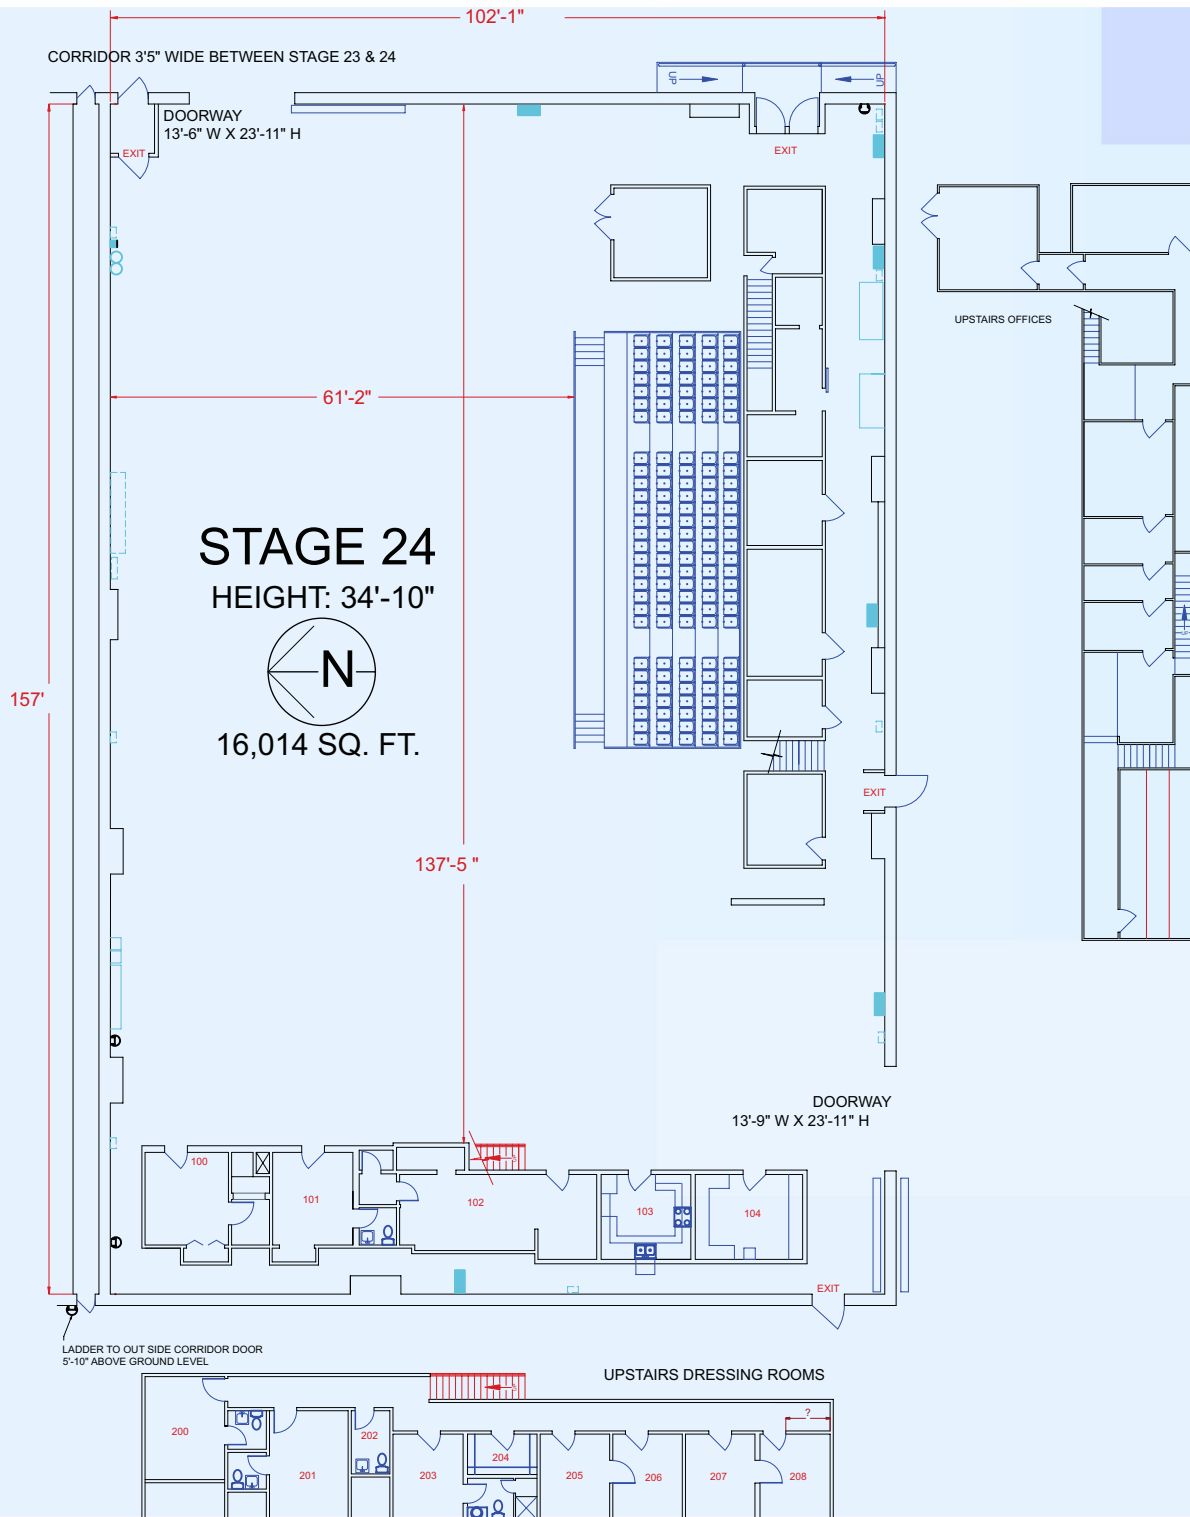 102'-1"
CORRIDOR 3'5" WIDE BETWEEN STAGE 23 & 24
UP
UP
DOORWAY
13'-6" W X 23'-11" H
EXIT
EXIT
UPSTAIRS OFFICES
61'-2"
STAGE 24
HEIGHT: 34'-10"
N
16,014 SQ. FT.
157'
UP
EXIT
137'-5 "
DOORWAY
13'-9" W X 23'-11" H
100
101
102
103
104
EXIT
LADDER TO OUT SIDE CORRIDOR DOOR
5'-10" ABOVE GROUND LEVEL
UPSTAIRS DRESSING ROOMS
?
200
201
202
203
204
205
206
207
208